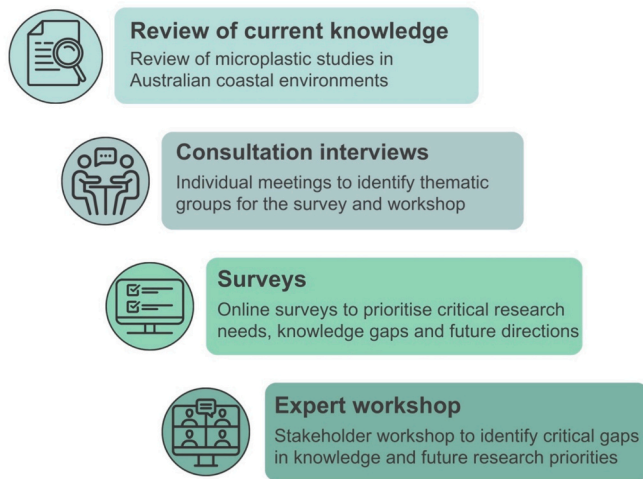 Review of current knowledge
Review of microplastic studies in
Australian coastal environments
Consultation interviews
Individual meetings to identify thematic
groups for the survey and workshop
Surveys
Online surveys to prioritise critical research
needs, knowledge gaps and future directions
Expert workshop
Stakeholder workshop to identify critical gaps
in knowledge and future research priorities